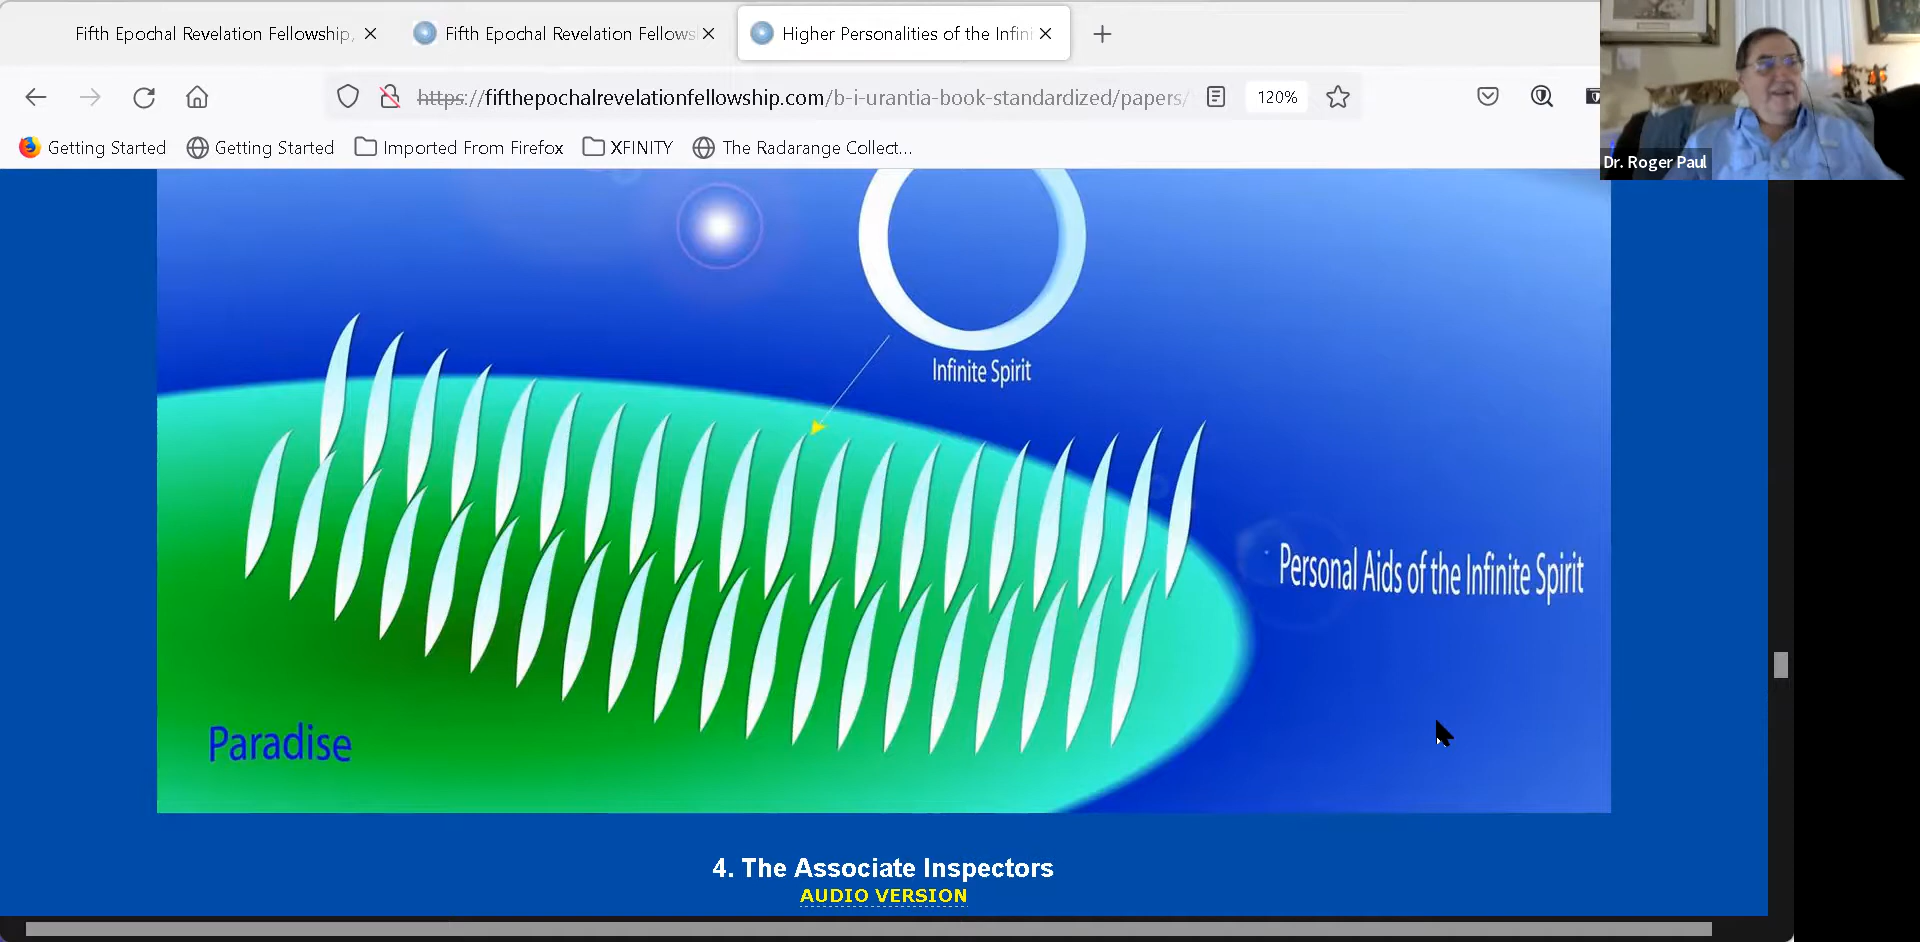 Fifth Epochal Revelation Fellowship,
Fifth Epochal Revelation Fellows
Higher Personalities of the Infini
https://fifthepochalrevelationfellowship.com/b-i-urantia-book-standardized/papers/
120%
Getting Started
Getting Started
Imported From Firefox
XFINITY
The Radarange Collect...
Dr. Roger Paul
Infinite Spirit
Personal Aids of the Infinite Spirit
Paradise
4. The Associate Inspectors
AUDIO VERSION